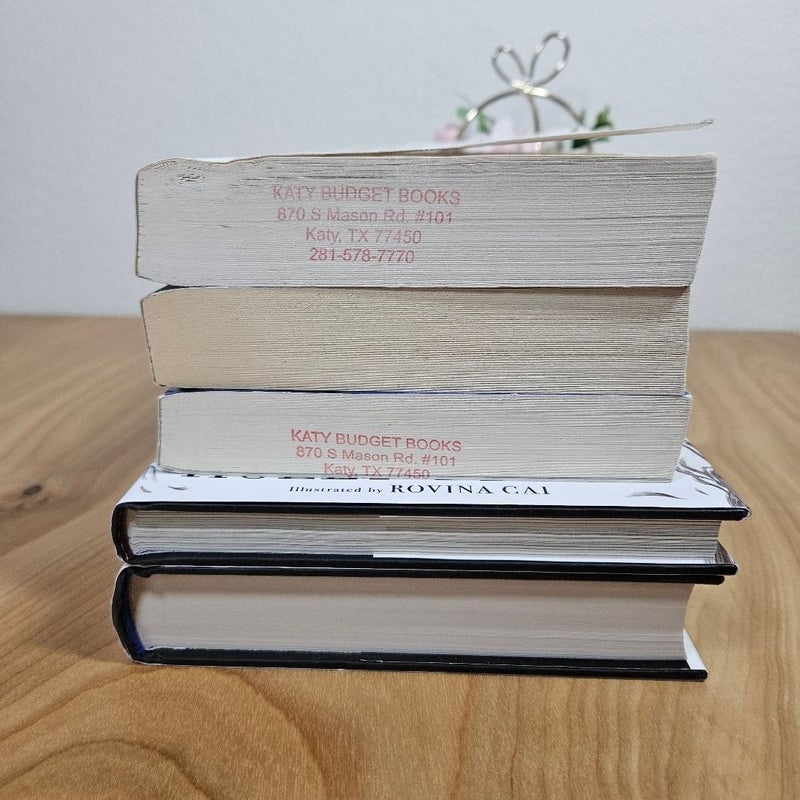 KATY BUDGET BOOKS
870 S Mason Rd. #101
Katy, TX 77450
281-578-7770
KATY BUDGET BOOKS
870 S Mason Rd. #101
Katy, TX 77450
Illustrated by ROVINA CAI